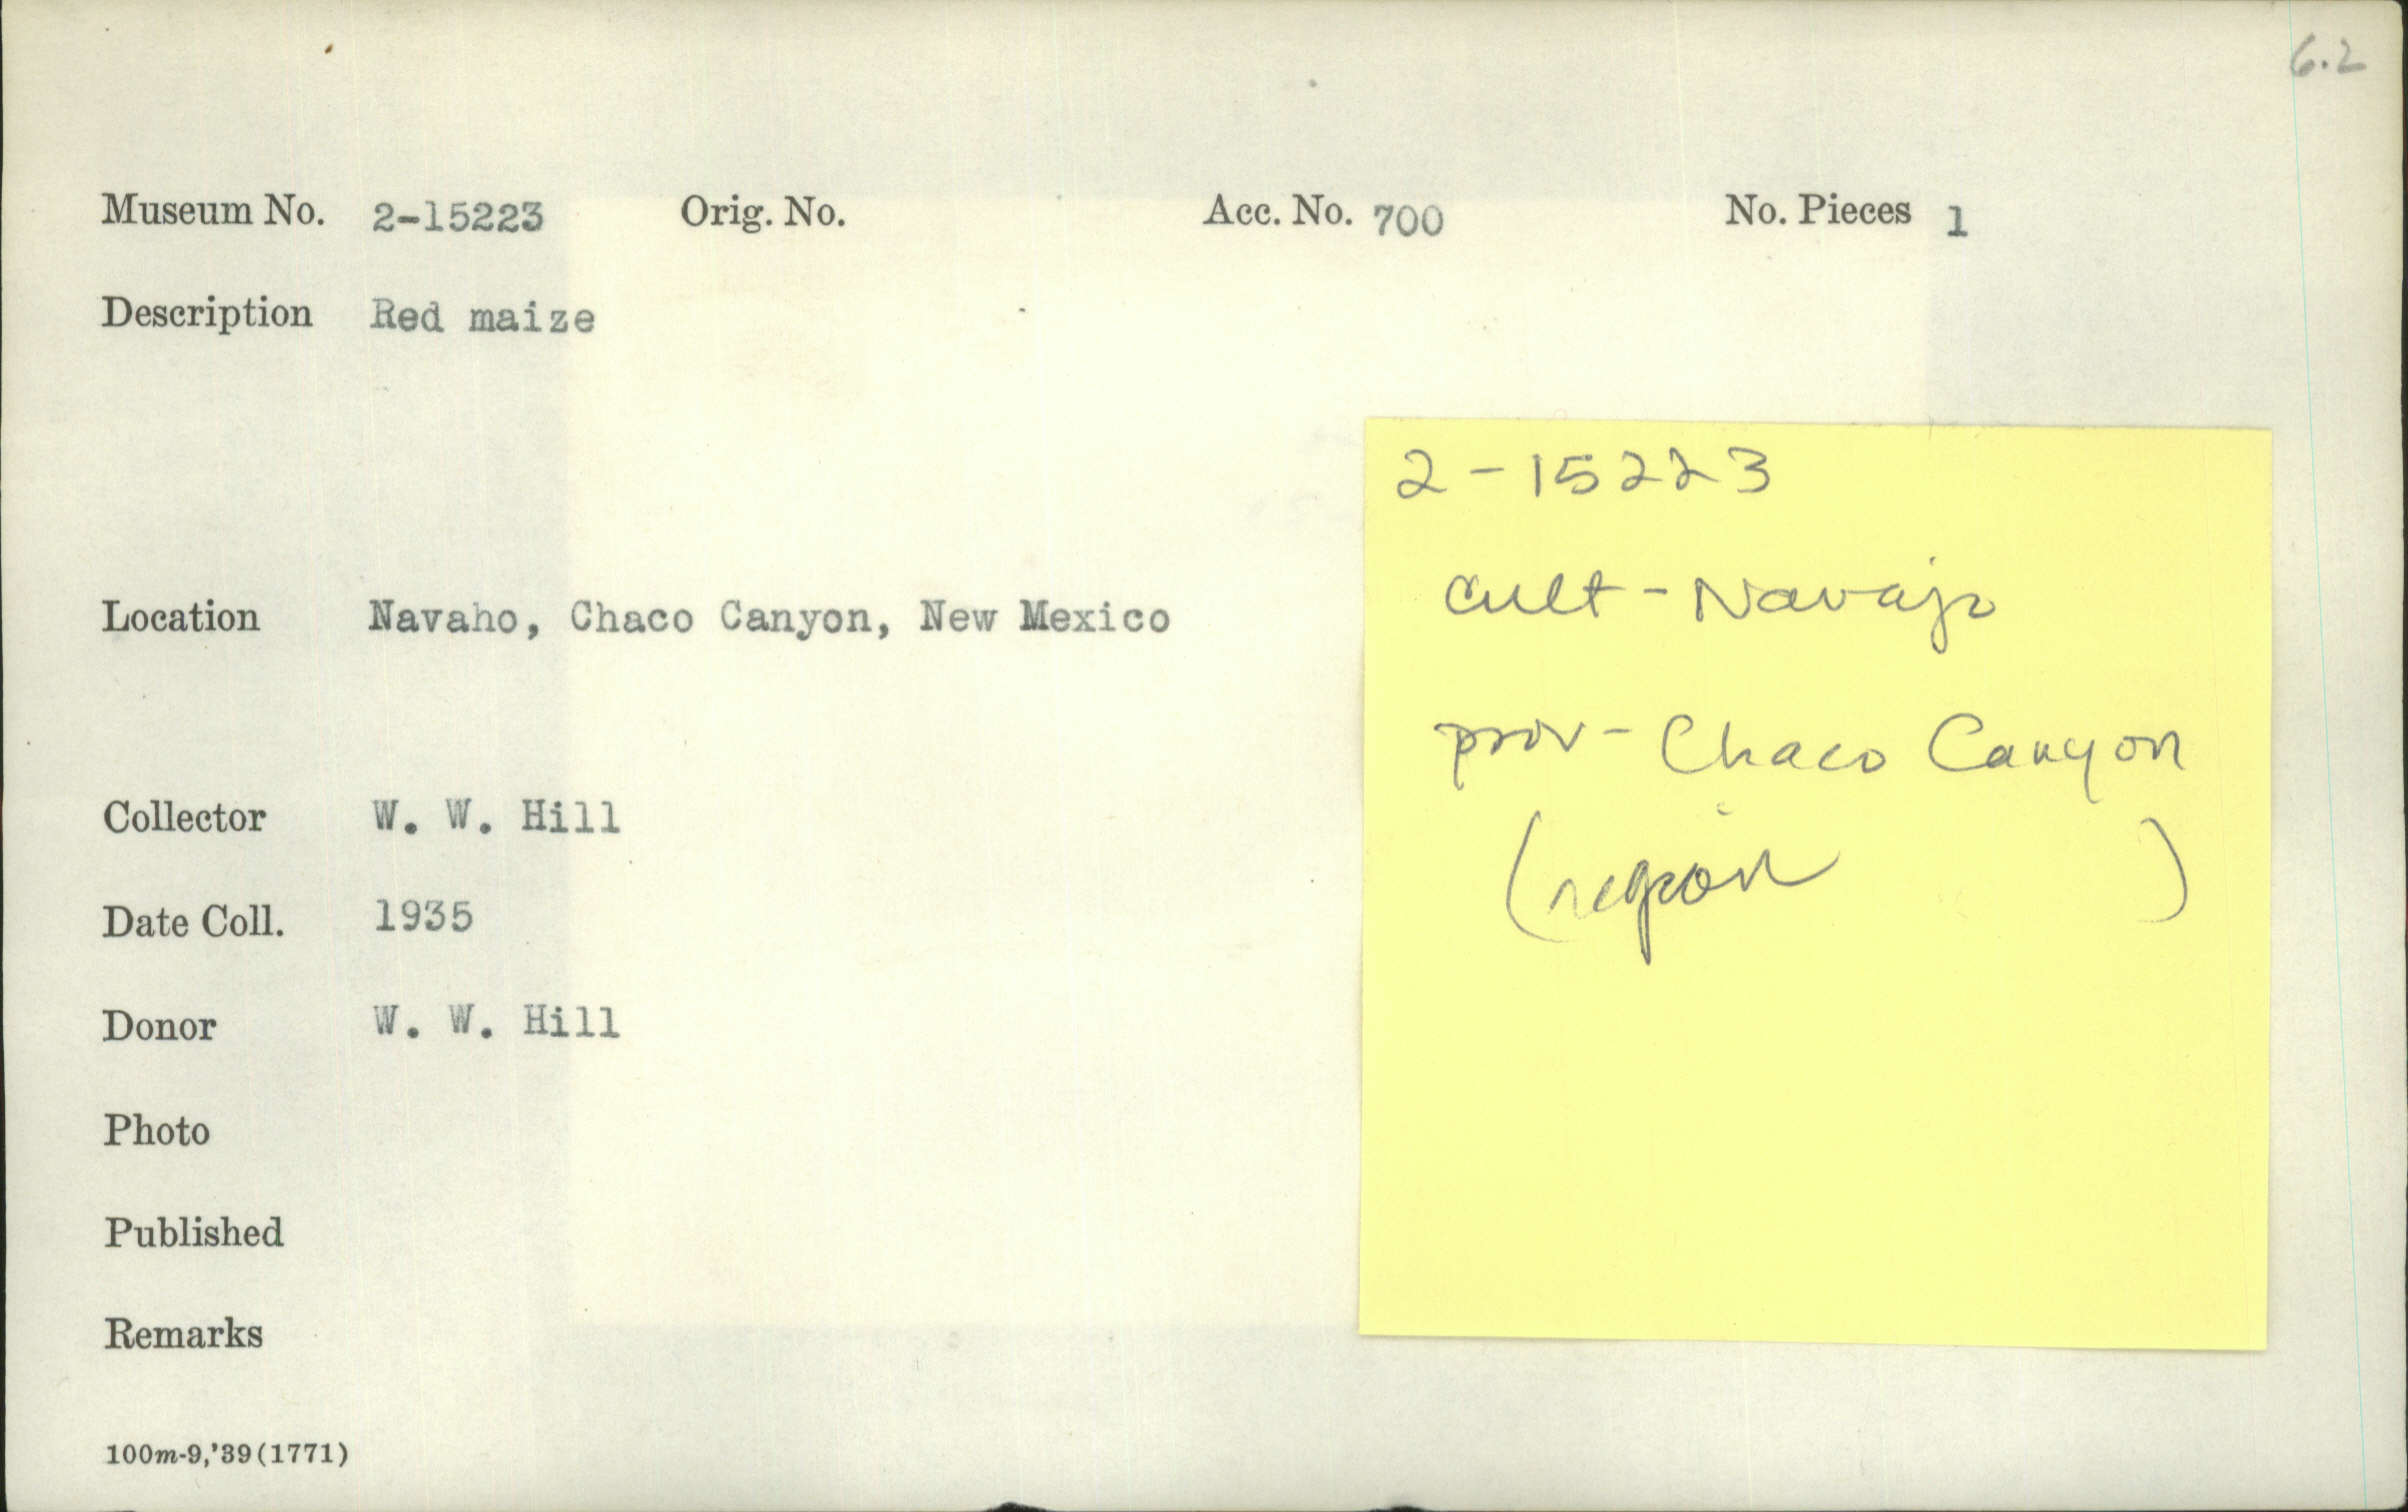 6.2
Museum No. 2-15223 Orig. No. Acc. No. 700 No. Pieces 1
Description Red maize
Location Navaho, Chaco Canyon, New Mexico
Collector W. W. Hill
Date Coll. 1935
Donor W. W. Hill
Photo
Published
Remarks
100m-9,'39(1771)
2-15223
cult - Navajo
prov - Chaco Canyon
(region )